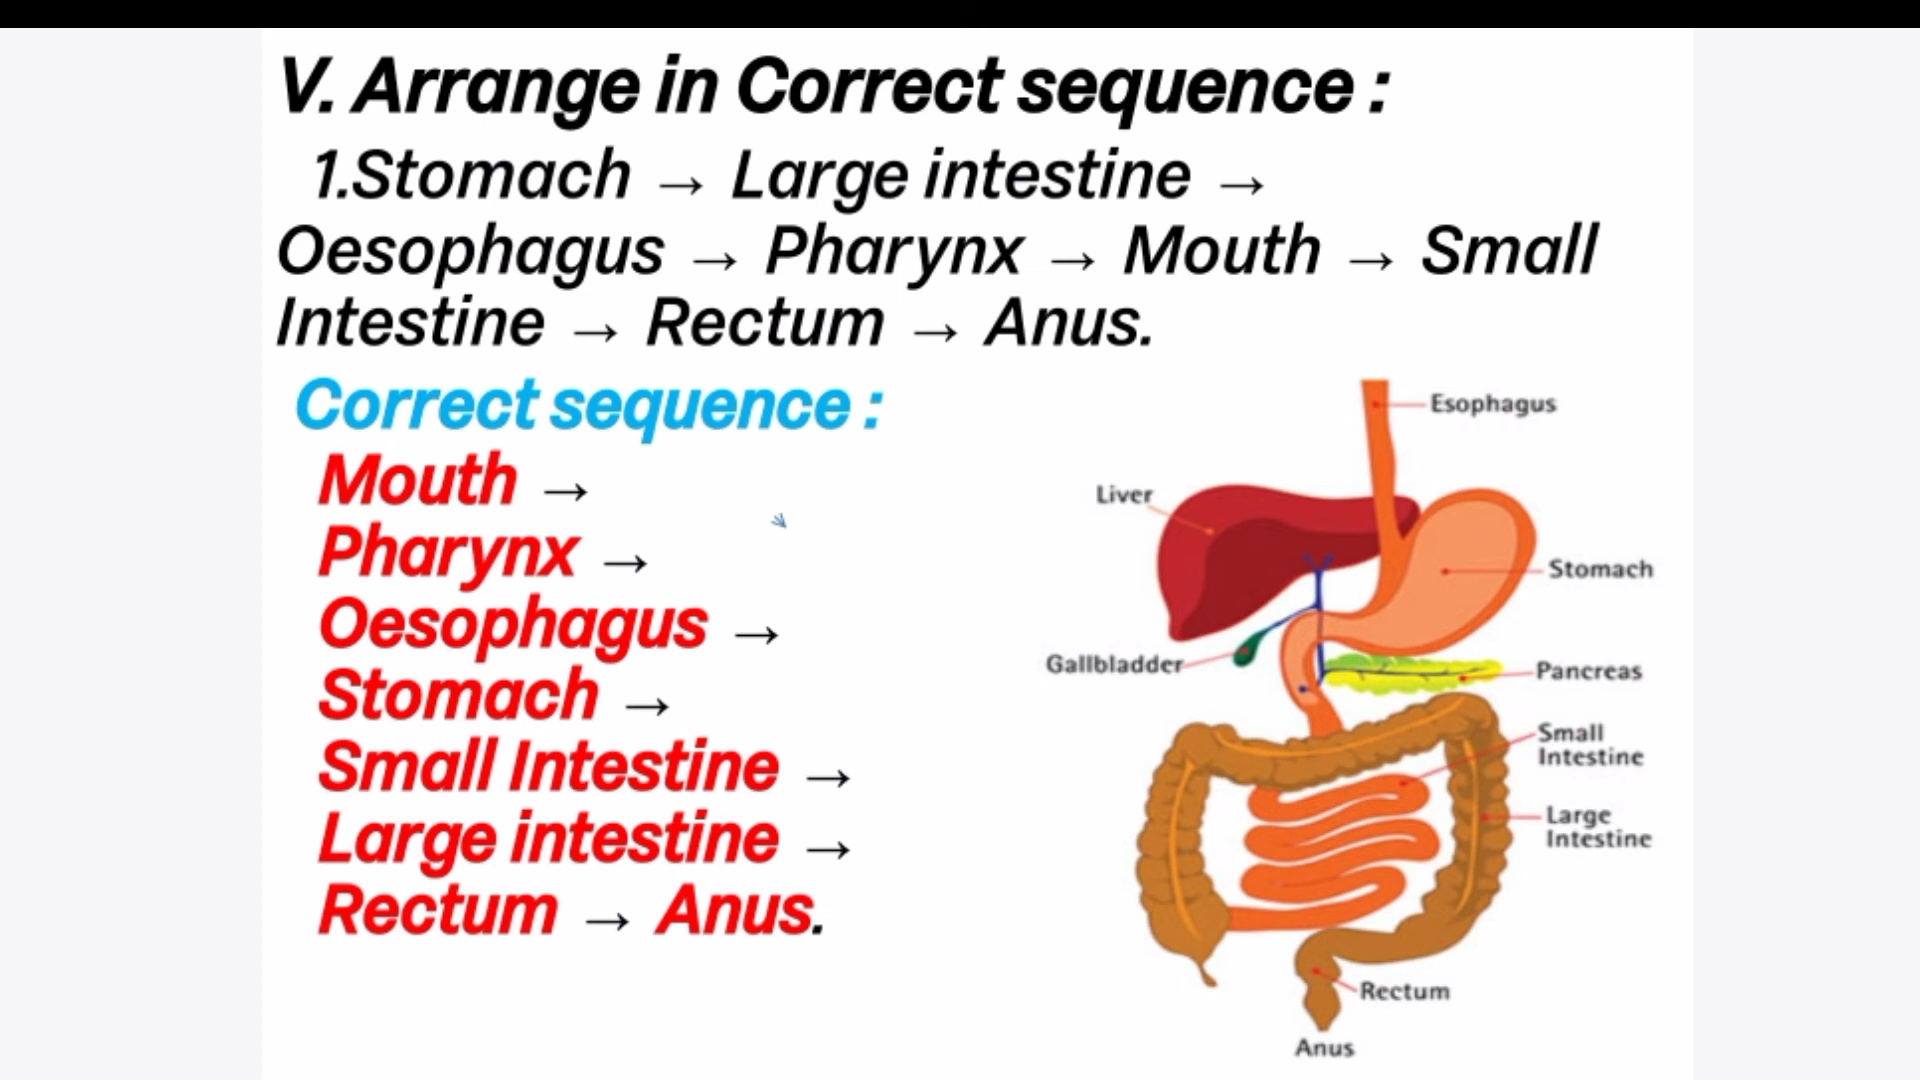 V. Arrange in Correct sequence :
1.Stomach → Large intestine →
Oesophagus → Pharynx → Mouth → Small
Intestine → Rectum → Anus.
Correct sequence :
Mouth →
Pharynx →
Oesophagus →
Stomach →
Small Intestine →
Large intestine →
Rectum → Anus.
Esophagus
Liver
Stomach
Gallbladder
Pancreas
Small
Intestine
Large
Intestine
Rectum
Anus